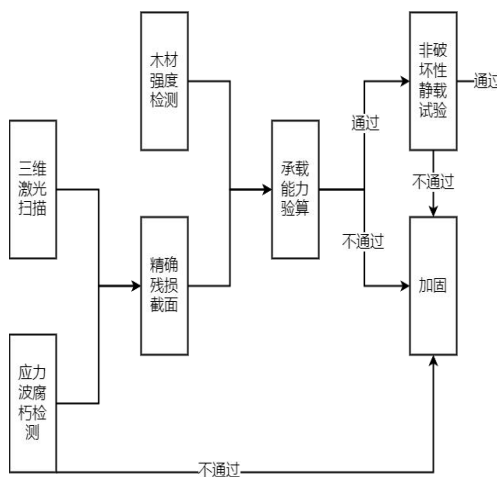 木材
强度
检测
非破
坏性
静载
试验
通过
通过
三维
激光
扫描
承载
能力
验算
不通过
不通过
精确
残损
截面
加固
应力
波腐
朽检
测
不通过